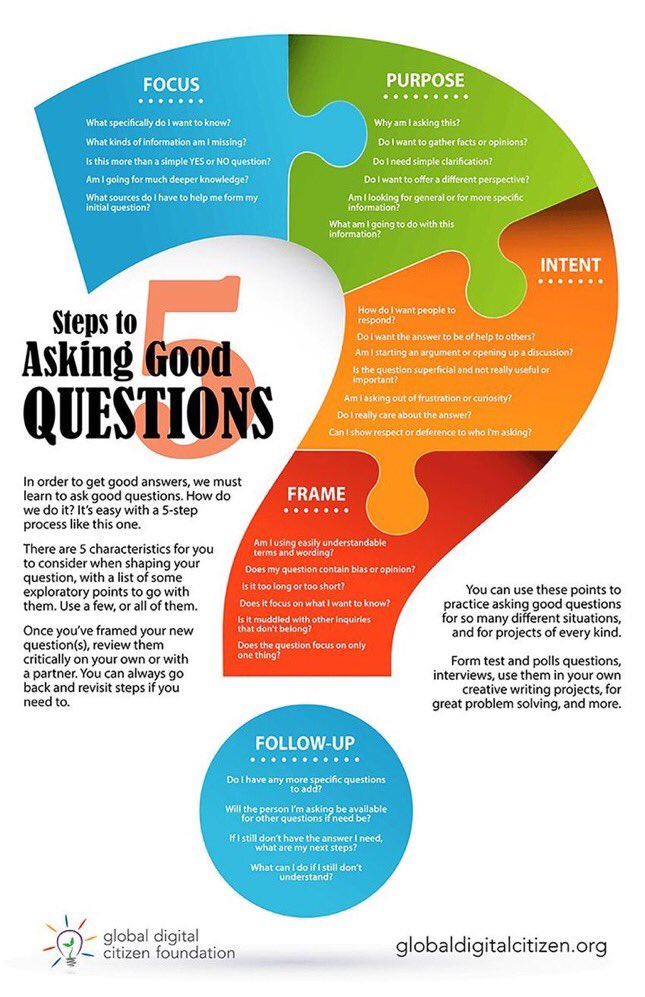 FOCUS
What specifically do I want to know?
What kinds of information am I missing?
Is this more than a simple YES or NO question?
Am I going for much deeper knowledge?
What sources do I have to help me form my
initial question?
PURPOSE
Why am I asking this?
Do I want to gather facts or opinions?
Do I need simple clarification?
Do I want to offer a different perspective?
Am I looking for general or for more specific
information?
What am I going to do with this
information?
INTENT
How do I want people to
respond?
Do I want the answer to be of help to others?
Am I starting an argument or opening up a discussion?
Is the question superficial and not really useful or
important?
Am I asking out of frustration or curiosity?
Do I really care about the answer?
Can I show respect or deference to who I'm asking?
5
Steps to
Asking Good
QUESTIONS
In order to get good answers, we must
learn to ask good questions. How do
we do it? It's easy with a 5-step
process like this one.
There are 5 characteristics for you
to consider when shaping your
question, with a list of some
exploratory points to go with
them. Use a few, or all of them.
Once you've framed your new
question(s), review them
critically on your own or with
a partner. You can always go
back and revisit steps if you
need to.
FRAME
Am I using easily understandable
terms and wording?
Does my question contain bias or opinion?
Is it too long or too short?
Does it focus on what I want to know?
Is it muddled with other inquiries
that don't belong?
Does the question focus on only
one thing?
You can use these points to
practice asking good questions
for so many different situations,
and for projects of every kind.
Form test and polls questions,
interviews, use them in your own
creative writing projects, for
great problem solving, and more.
FOLLOW-UP
Do I have any more specific questions
to add?
Will the person I'm asking be available
for other questions if need be?
If I still don't have the answer I need,
what are my next steps?
What can I do if I still don't
understand?
global digital
citizen foundation
globaldigitalcitizen.org